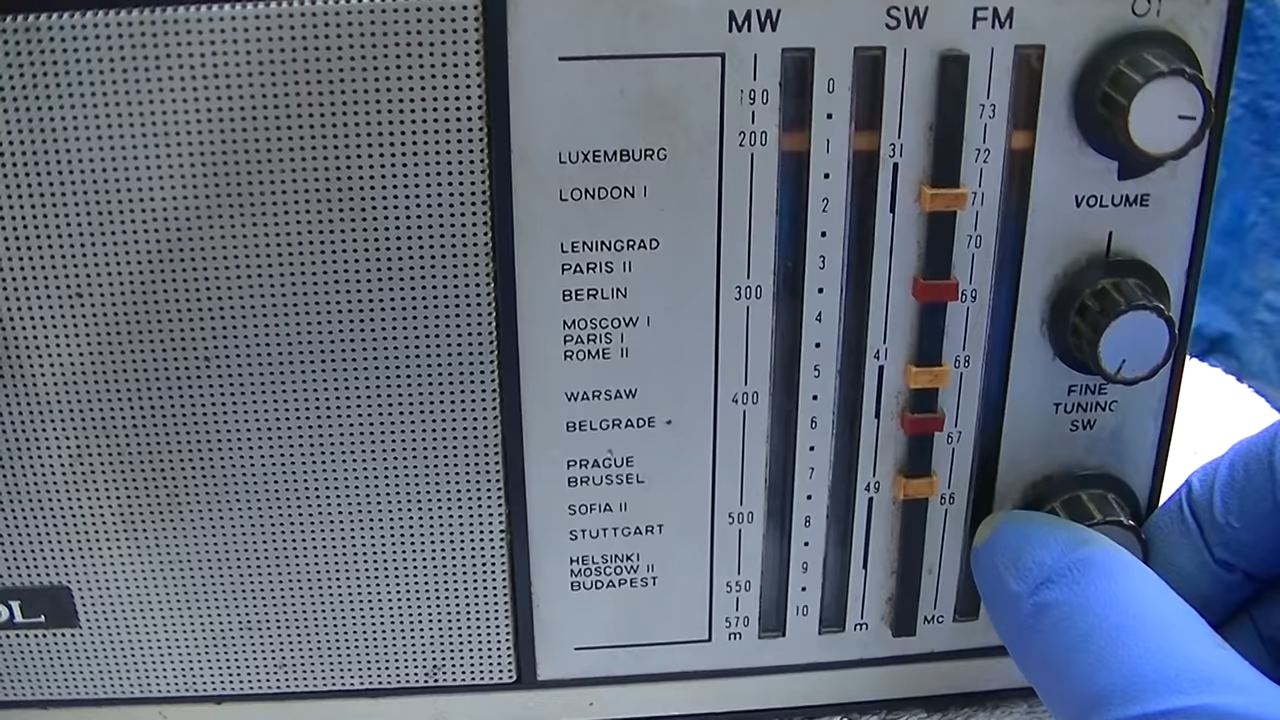 MW SW FM
190
200
300
400
500
550
570
m
LUXEMBURG
LONDON I
LENINGRAD
PARIS II
BERLIN
MOSCOW I
PARIS I
ROME II
WARSAW
BELGRADE
PRAGUE
BRUSSEL
SOFIA II
STUTTGART
HELSINKI
MOSCOW II
BUDAPEST
0
1
2
3
4
5
6
7
8
9
10
31
41
49
m
73
72
71
70
69
68
67
66
Mc
VOLUME
FINE
TUNING
SW
OL